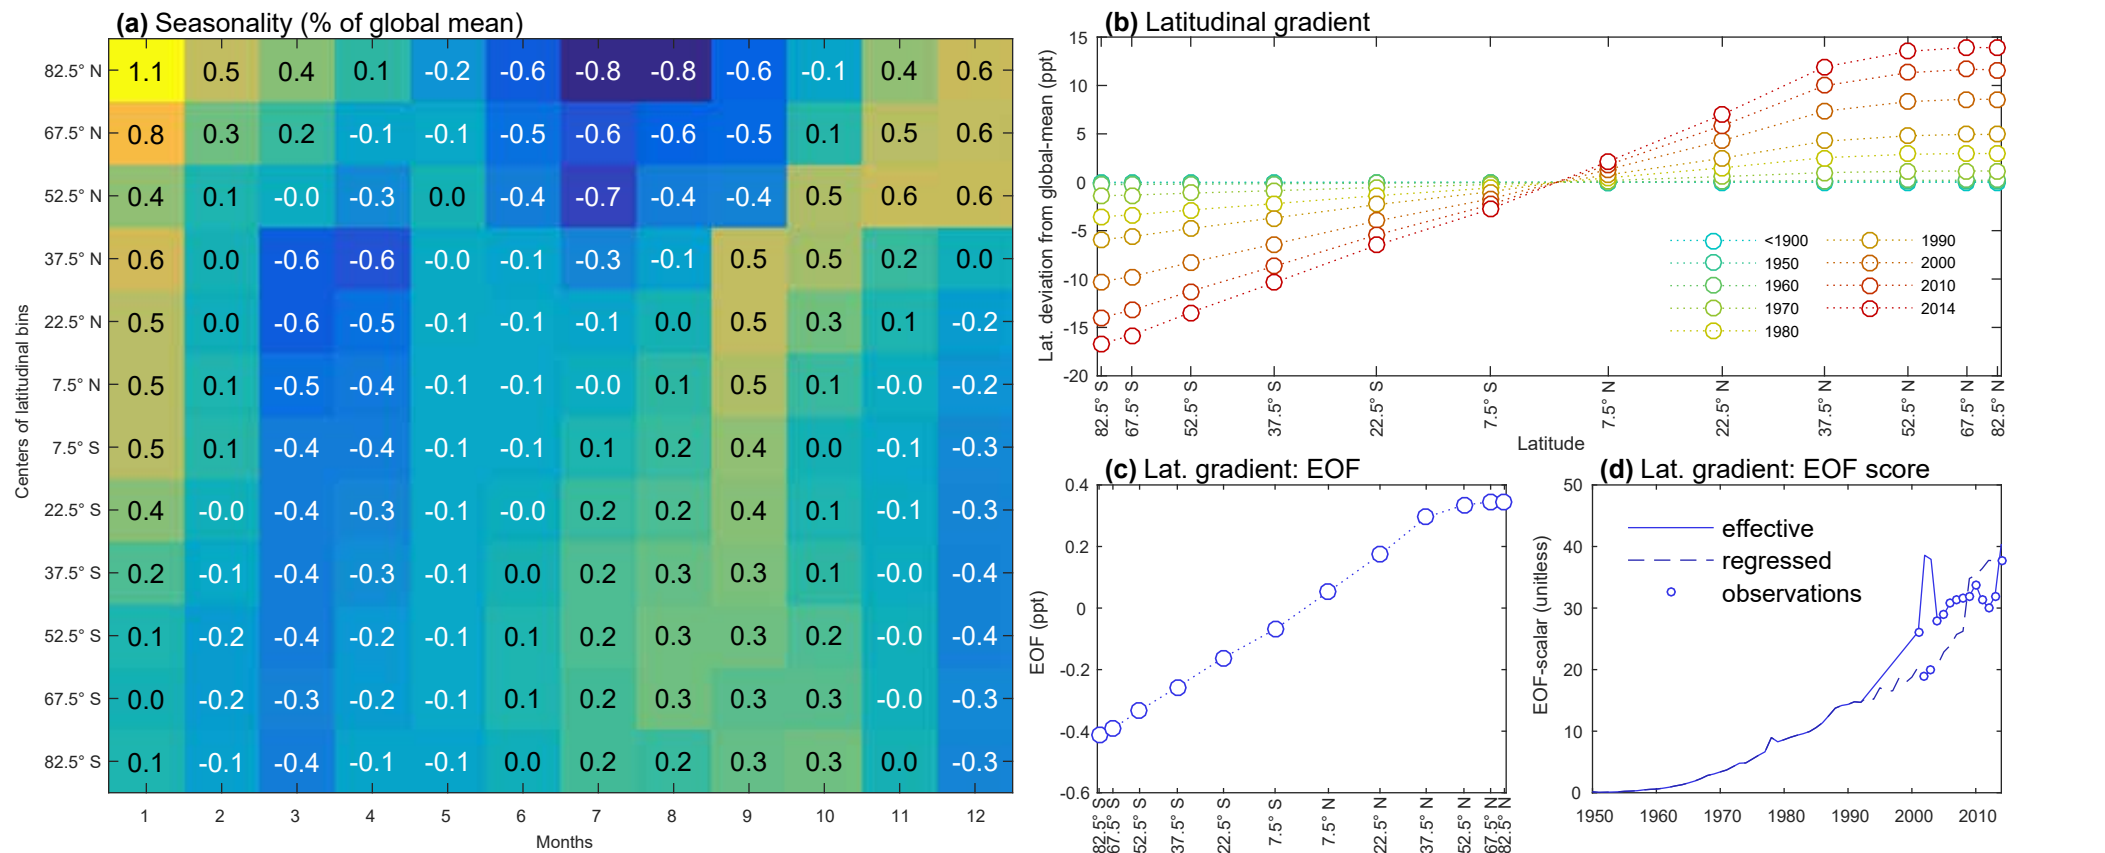 (a) Seasonality (% of global mean)
Centers of latitudinal bins
82.5° N 1.1 0.5 0.4 0.1 -0.2 -0.6 -0.8 -0.8 -0.6 -0.1 0.4 0.6
67.5° N 0.8 0.3 0.2 -0.1 -0.1 -0.5 -0.6 -0.6 -0.5 0.1 0.5 0.6
52.5° N 0.4 0.1 -0.0 -0.3 0.0 -0.4 -0.7 -0.4 -0.4 0.5 0.6 0.6
37.5° N 0.6 0.0 -0.6 -0.6 -0.0 -0.1 -0.3 -0.1 0.5 0.5 0.2 0.0
22.5° N 0.5 0.0 -0.6 -0.5 -0.1 -0.1 -0.1 0.0 0.5 0.3 0.1 -0.2
7.5° N 0.5 0.1 -0.5 -0.4 -0.1 -0.1 -0.0 0.1 0.5 0.1 -0.0 -0.2
7.5° S 0.5 0.1 -0.4 -0.4 -0.1 -0.1 0.1 0.2 0.4 0.0 -0.1 -0.3
22.5° S 0.4 -0.0 -0.4 -0.3 -0.1 -0.0 0.2 0.2 0.4 0.1 -0.1 -0.3
37.5° S 0.2 -0.1 -0.4 -0.3 -0.1 0.0 0.2 0.3 0.3 0.1 -0.0 -0.4
52.5° S 0.1 -0.2 -0.4 -0.2 -0.1 0.1 0.2 0.3 0.3 0.2 -0.0 -0.4
67.5° S 0.0 -0.2 -0.3 -0.2 -0.1 0.1 0.2 0.3 0.3 0.3 -0.0 -0.3
82.5° S 0.1 -0.1 -0.4 -0.1 -0.1 0.0 0.2 0.2 0.3 0.3 0.0 -0.3
1 2 3 4 5 6 7 8 9 10 11 12
Months
(b) Latitudinal gradient
Lat. deviation from global-mean (ppt)
15
10
5
0
-5
-10
-15
-20
<1900 1990
1950 2000
1960 2010
1970 2014
1980
82.5° S 67.5° S 52.5° S 37.5° S 22.5° S 7.5° S 7.5° N 22.5° N 37.5° N 52.5° N 67.5° N 82.5° N
Latitude
(c) Lat. gradient: EOF
EOF (ppt)
0.4
0.2
0
-0.2
-0.4
-0.6
82.5° S 67.5° S 52.5° S 37.5° S 22.5° S 7.5° S 7.5° N 22.5° N 37.5° N 52.5° N 67.5° N 82.5° N
(d) Lat. gradient: EOF score
EOF-scalar (unitless)
50
40
30
20
10
0
effective
regressed
observations
1950 1960 1970 1980 1990 2000 2010